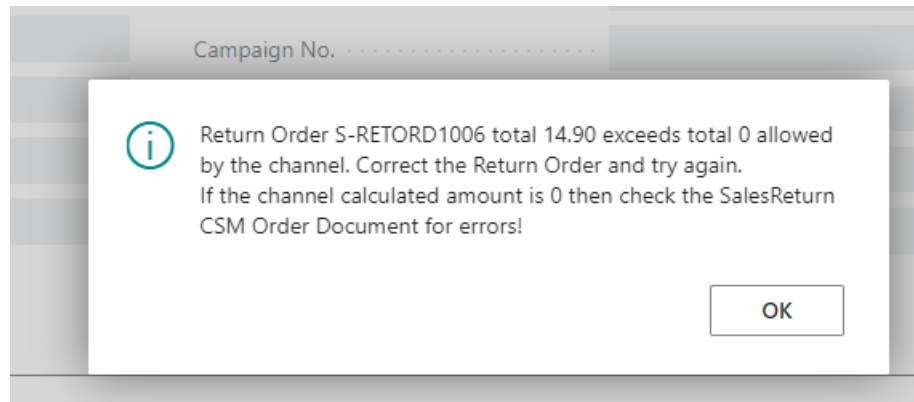 Campaign No.
Return Order S-RETORD1006 total 14.90 exceeds total 0 allowed
by the channel. Correct the Return Order and try again.
If the channel calculated amount is 0 then check the SalesReturn
CSM Order Document for errors!
OK